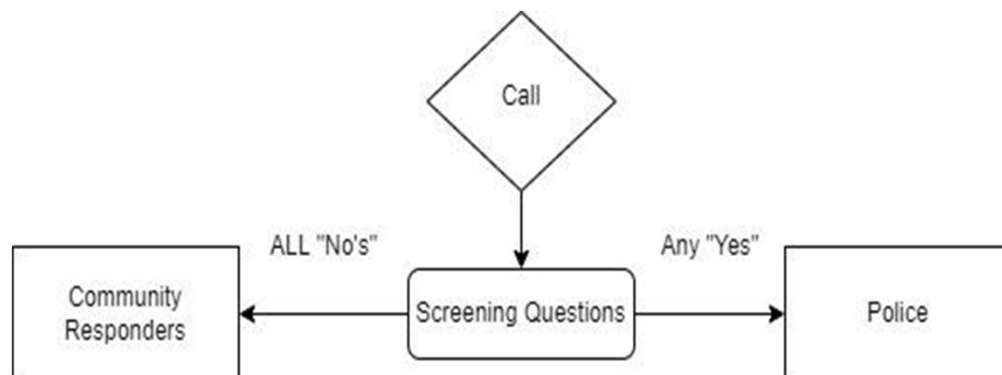 Call
ALL "No's"
Any "Yes"
Community
Responders
Screening Questions
Police